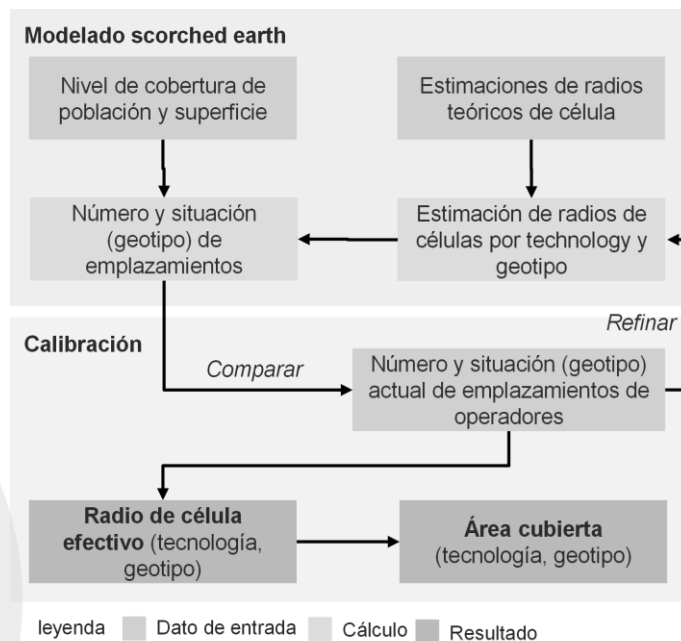 Modelado scorched earth
Nivel de cobertura de
población y superficie
Estimaciones de radios
teóricos de célula
Número y situación
(geotipo) de
emplazamientos
Estimación de radios de
células por technology y
geotipo
Refinar
Calibración
Comparar
Número y situación (geotipo)
actual de emplazamientos de
operadores
Radio de célula
efectivo (tecnología,
geotipo)
Área cubierta
(tecnología, geotipo)
leyenda Dato de entrada Cálculo Resultado